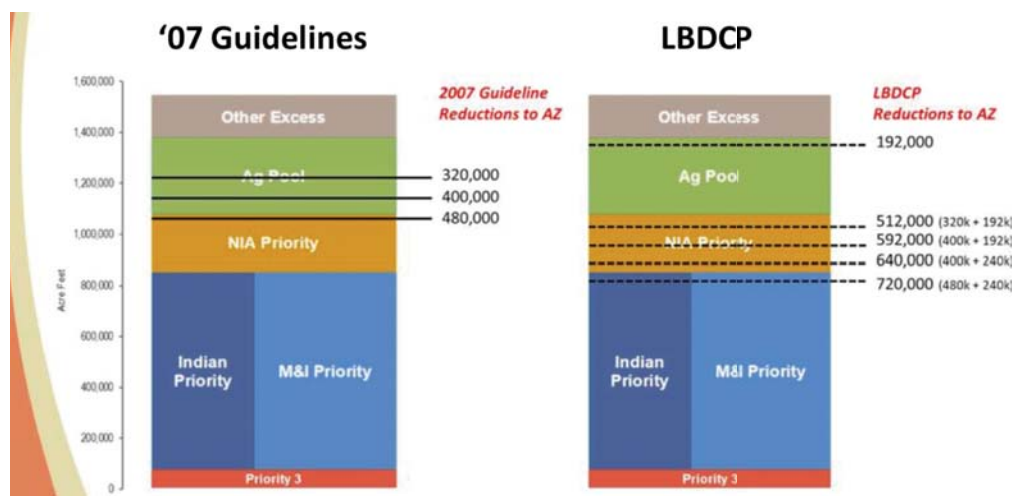 '07 Guidelines
LBDCP
1,600,000
1,400,000
1,200,000
1,000,000
800,000
600,000
400,000
200,000
0
Acre Feet
Other Excess
Ag Pool
NIA Priority
Indian
Priority
M&I Priority
Priority 3
2007 Guideline
Reductions to AZ
320,000
400,000
480,000
Other Excess
Ag Pool
NIA Priority
Indian
Priority
M&I Priority
Priority 3
LBDCP
Reductions to AZ
192,000
512,000 (320k + 192k)
592,000 (400k + 192k)
640,000 (400k + 240k)
720,000 (480k + 240k)